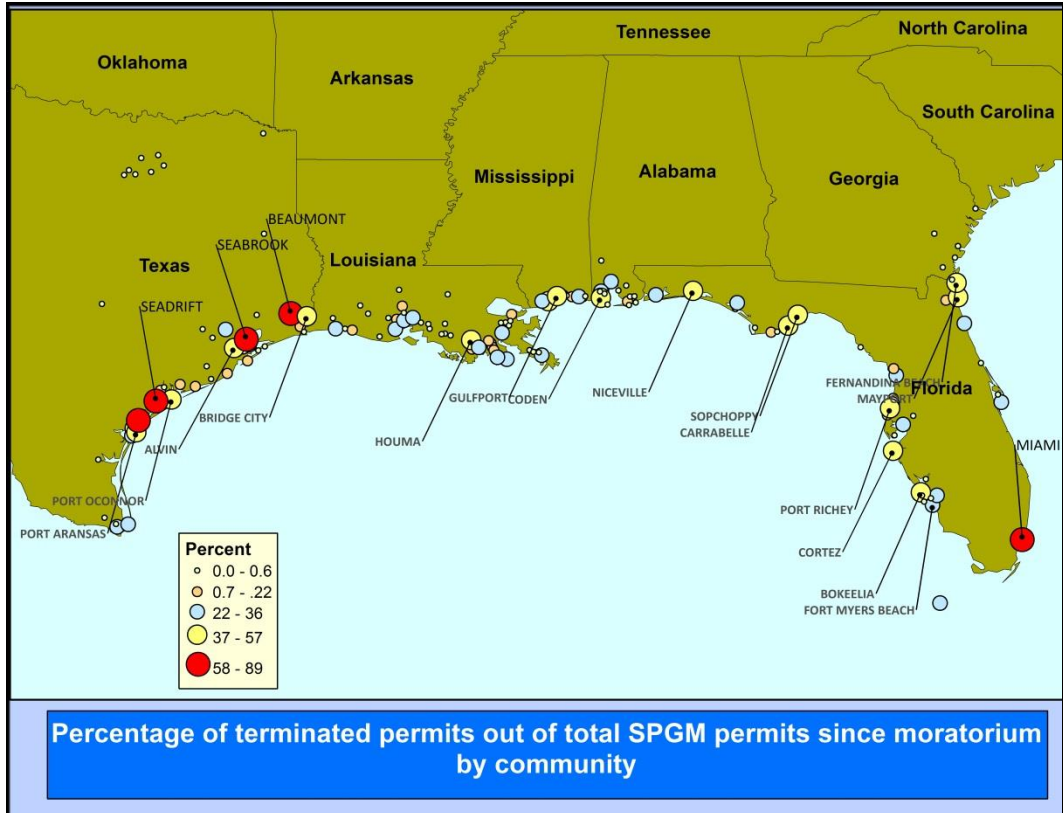 Tennessee
North Carolina
Oklahoma
Arkansas
South Carolina
Mississippi
Alabama
Georgia
BEAUMONT
SEABROOK
Louisiana
Texas
SEADRIFT
FERNANDINA BEACH
Florida
MAYPORT
NICEVILLE
GULFPORT
CODEN
BRIDGE CITY
SOPCHOPPY
CARRABELLE
HOUMA
ALVIN
MIAMI
PORT OCONNOR
PORT RICHEY
PORT ARANSAS
CORTEZ
BOKEELIA
FORT MYERS BEACH
Percent
0.0 - 0.6
0.7 - .22
22 - 36
37 - 57
58 - 89
Percentage of terminated permits out of total SPGM permits since moratorium
by community